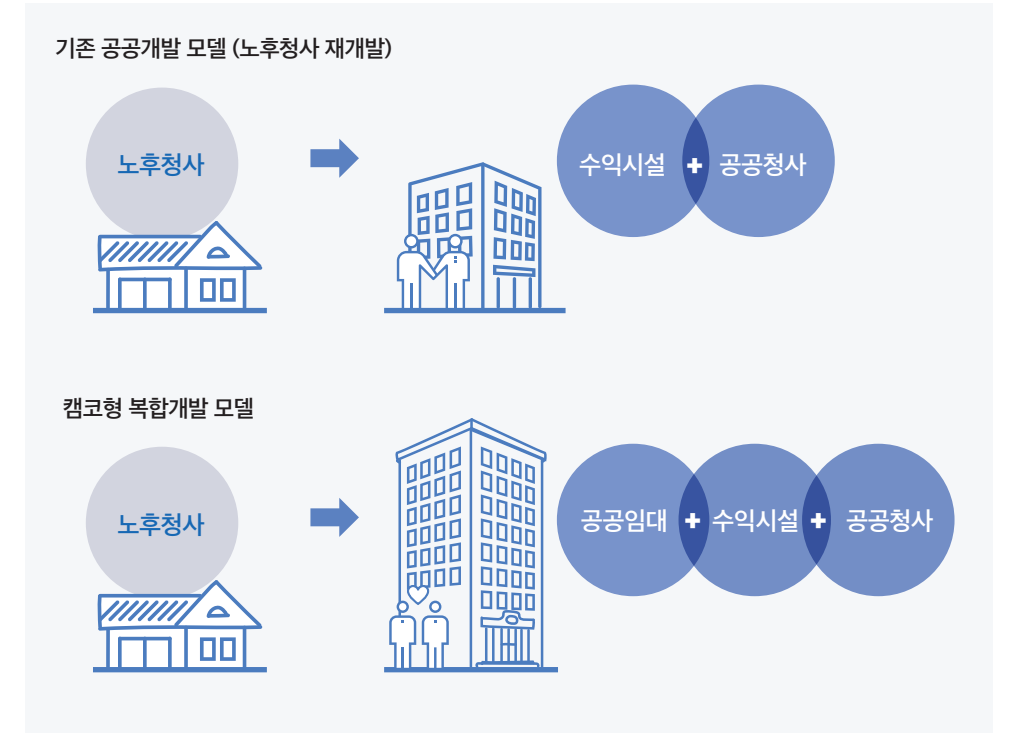 기존 공공개발 모델 (노후청사 재개발)
노후청사
수익시설 + 공공청사
캠코형 복합개발 모델
노후청사
공공임대 + 수익시설 + 공공청사